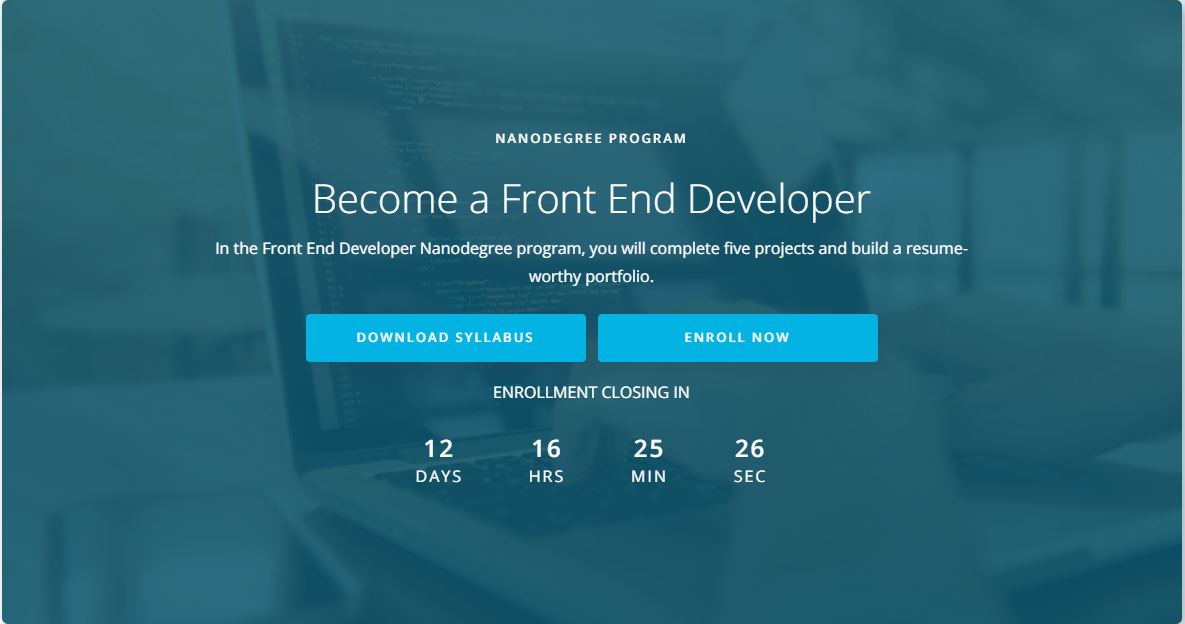 NANODEGREE PROGRAM
Become a Front End Developer
In the Front End Developer Nanodegree program, you will complete five projects and build a resume-
worthy portfolio.
DOWNLOAD SYLLABUS
ENROLL NOW
ENROLLMENT CLOSING IN
12 16 25 26
DAYS HRS MIN SEC